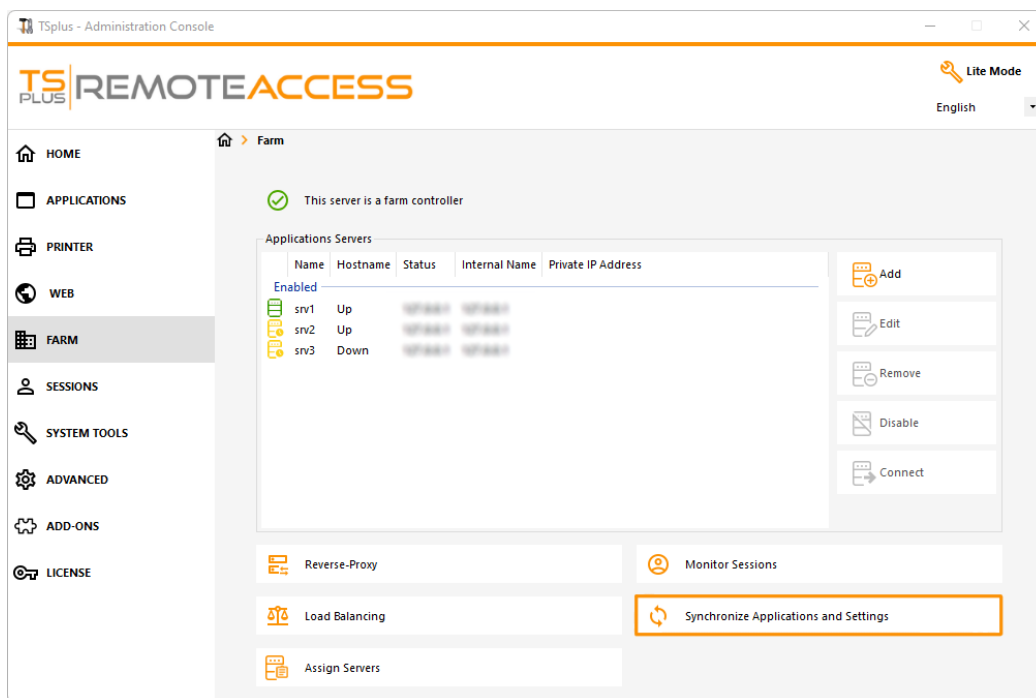 TSplus - Administration Console
TS PLUS REMOTEACCESS
Lite Mode
English
HOME
APPLICATIONS
PRINTER
WEB
FARM
SESSIONS
SYSTEM TOOLS
ADVANCED
ADD-ONS
LICENSE
Farm
This server is a farm controller
Applications Servers
Name Hostname Status Internal Name Private IP Address
Enabled
srv1 Up
srv2 Up
srv3 Down
Add
Edit
Remove
Disable
Connect
Reverse-Proxy
Monitor Sessions
Load Balancing
Synchronize Applications and Settings
Assign Servers